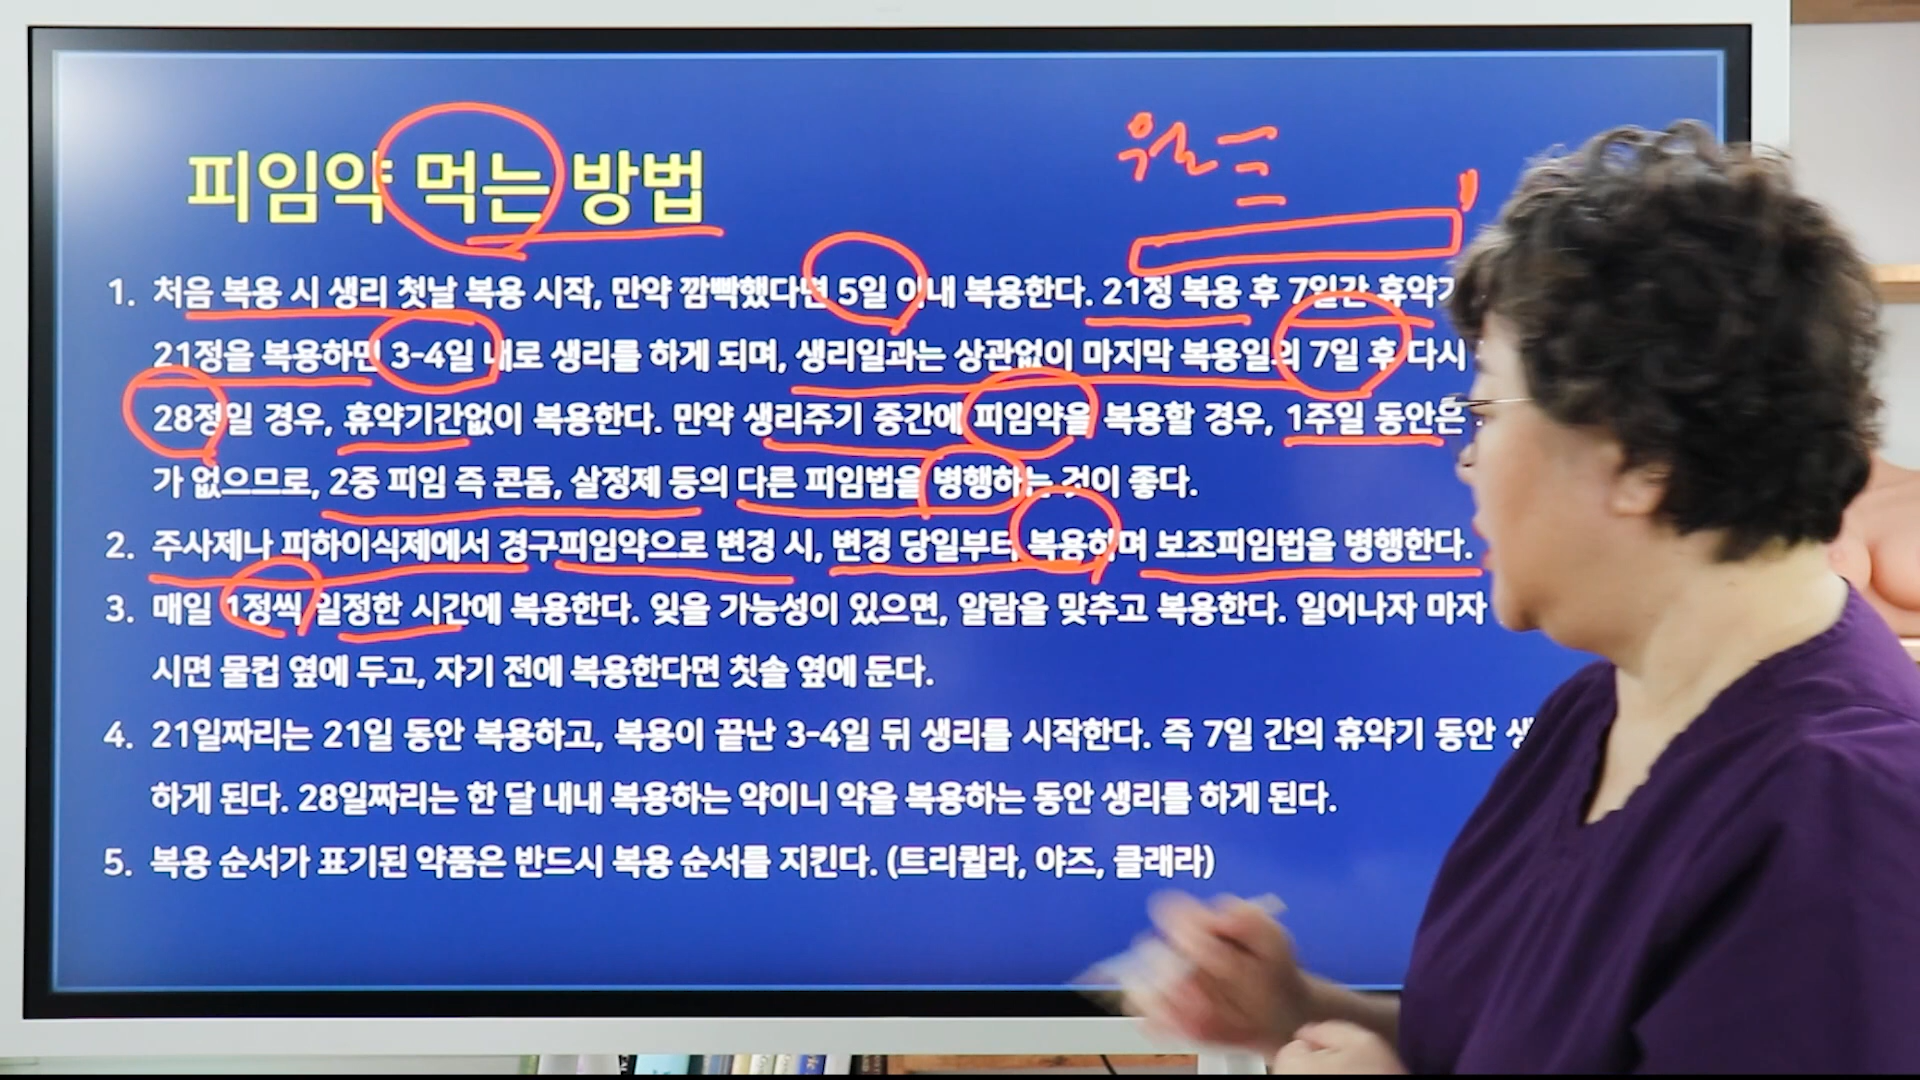 피임약 먹는 방법
1. 처음 복용 시 생리 첫날 복용 시작, 만약 깜빡했다면 5일 이내 복용한다. 21정 복용 후 7일간 휴약기
21정을 복용하면 3-4일 내로 생리를 하게 되며, 생리일과는 상관없이 마지막 복용일의 7일 후 다시
28정일 경우, 휴약기간없이 복용한다. 만약 생리주기 중간에 피임약을 복용할 경우, 1주일 동안은
가 없으므로, 2중 피임 즉 콘돔, 살정제 등의 다른 피임법을 병행하는 것이 좋다.
2. 주사제나 피하이식제에서 경구피임약으로 변경 시, 변경 당일부터 복용하며 보조피임법을 병행한다.
3. 매일 1정씩 일정한 시간에 복용한다. 잊을 가능성이 있으면, 알람을 맞추고 복용한다. 일어나자 마자
시면 물컵 옆에 두고, 자기 전에 복용한다면 칫솔 옆에 둔다.
4. 21일짜리는 21일 동안 복용하고, 복용이 끝난 3-4일 뒤 생리를 시작한다. 즉 7일 간의 휴약기 동안
하게 된다. 28일짜리는 한 달 내내 복용하는 약이니 약을 복용하는 동안 생리를 하게 된다.
5. 복용 순서가 표기된 약품은 반드시 복용 순서를 지킨다. (트리퀼라, 야즈, 클래라)